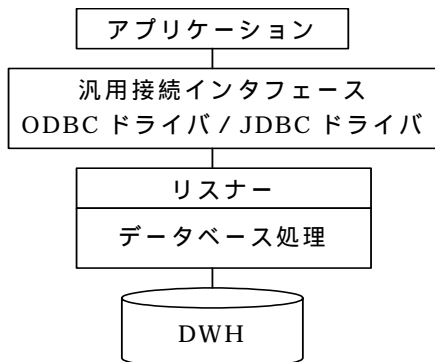 アプリケーション
汎用接続インタフェース
ODBC ドライバ / JDBC ドライバ
リスナー
データベース処理
DWH